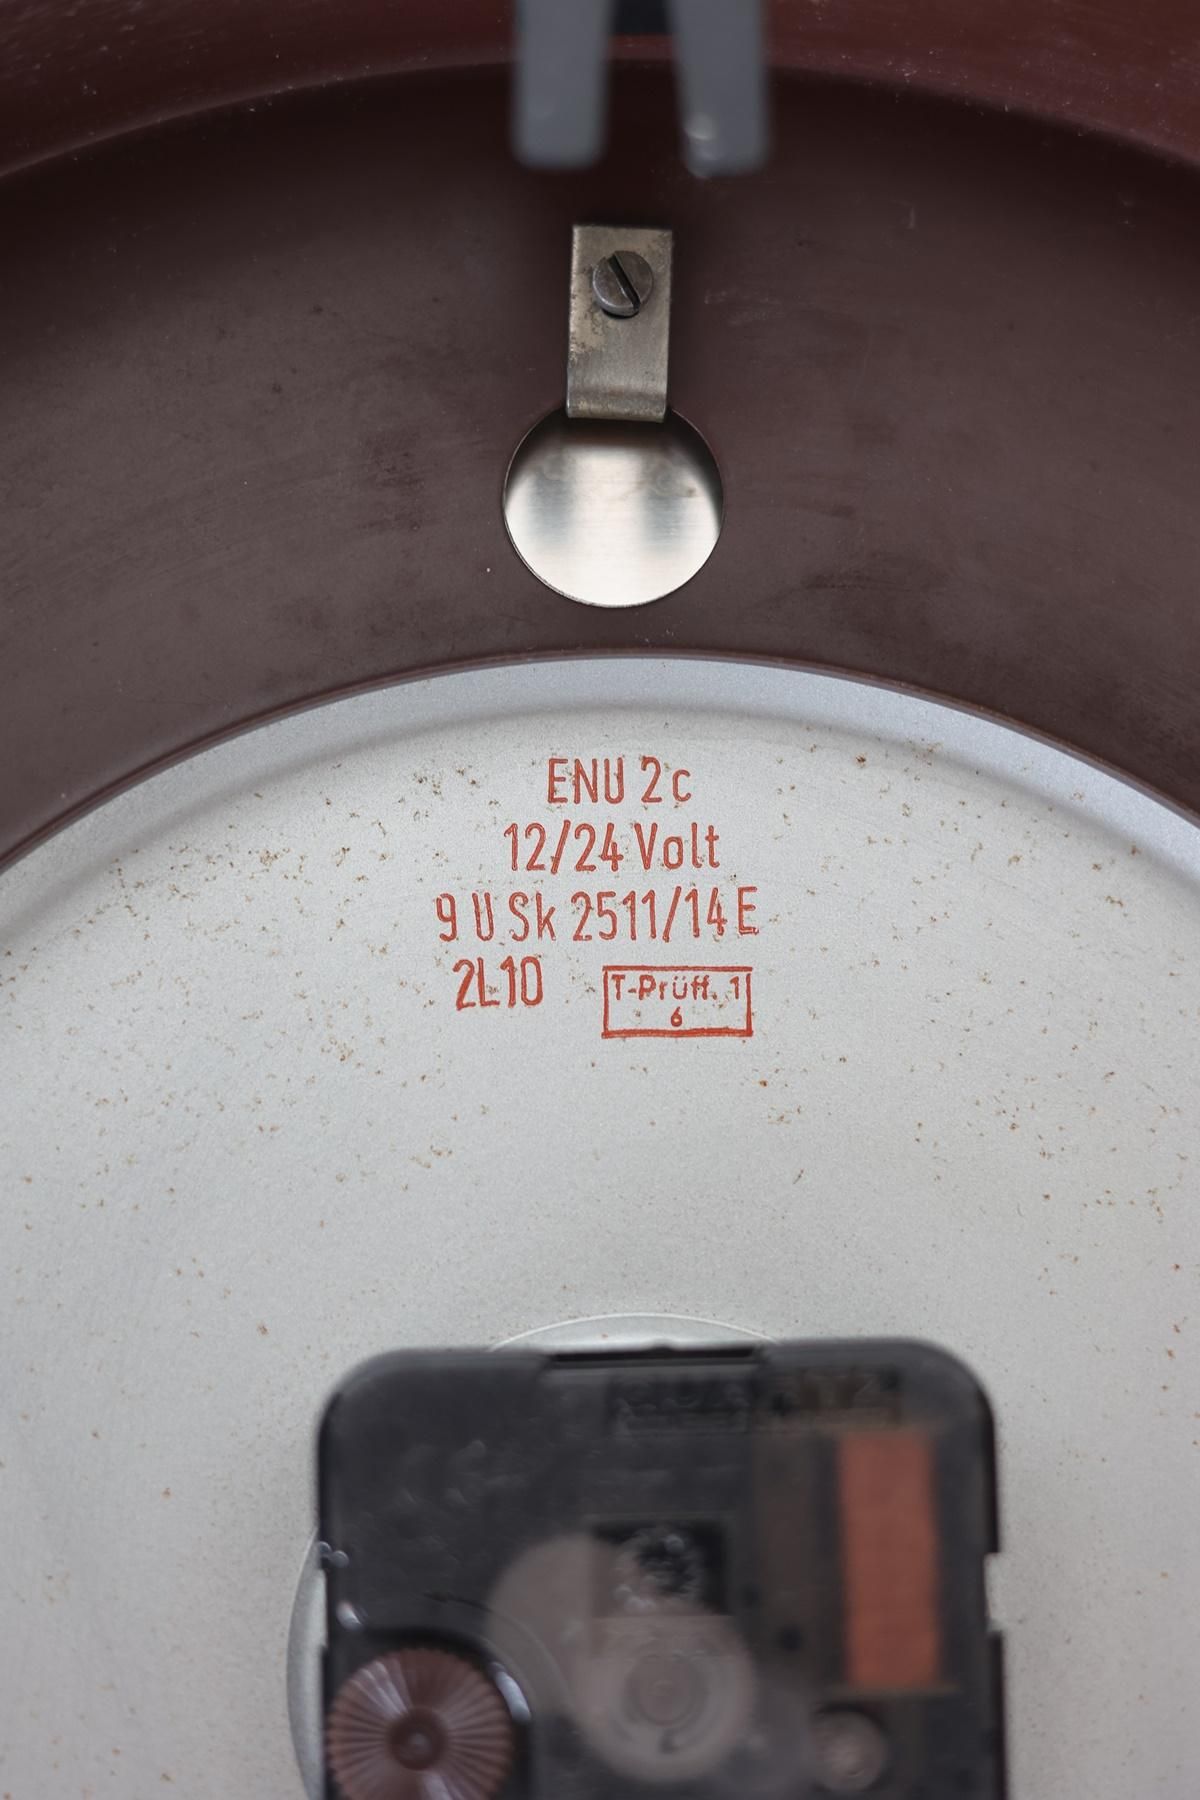 ENU 2c
12/24 Volt
9 U Sk 2511/14 E
2L10
T-Prüff. 1
6